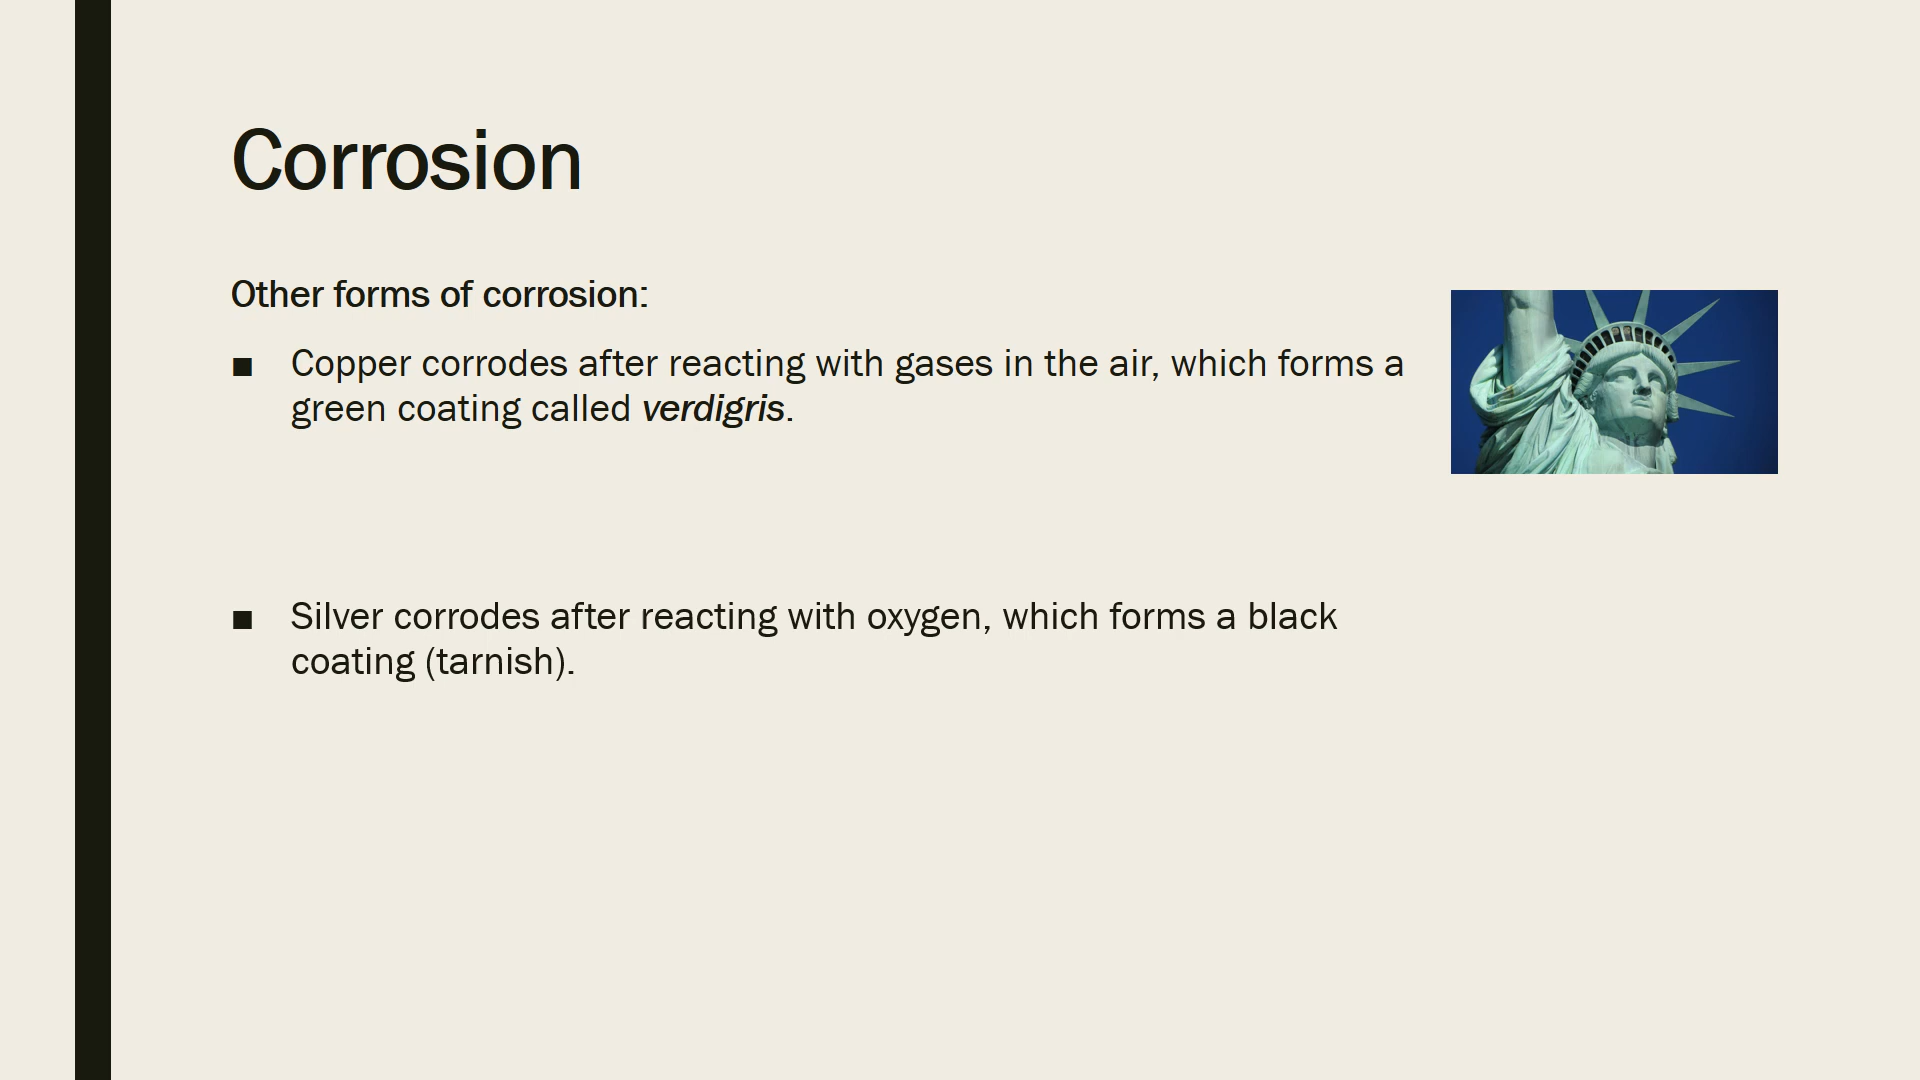 Corrosion
Other forms of corrosion:
■ Copper corrodes after reacting with gases in the air, which forms a
green coating called verdigris.
■ Silver corrodes after reacting with oxygen, which forms a black
coating (tarnish).